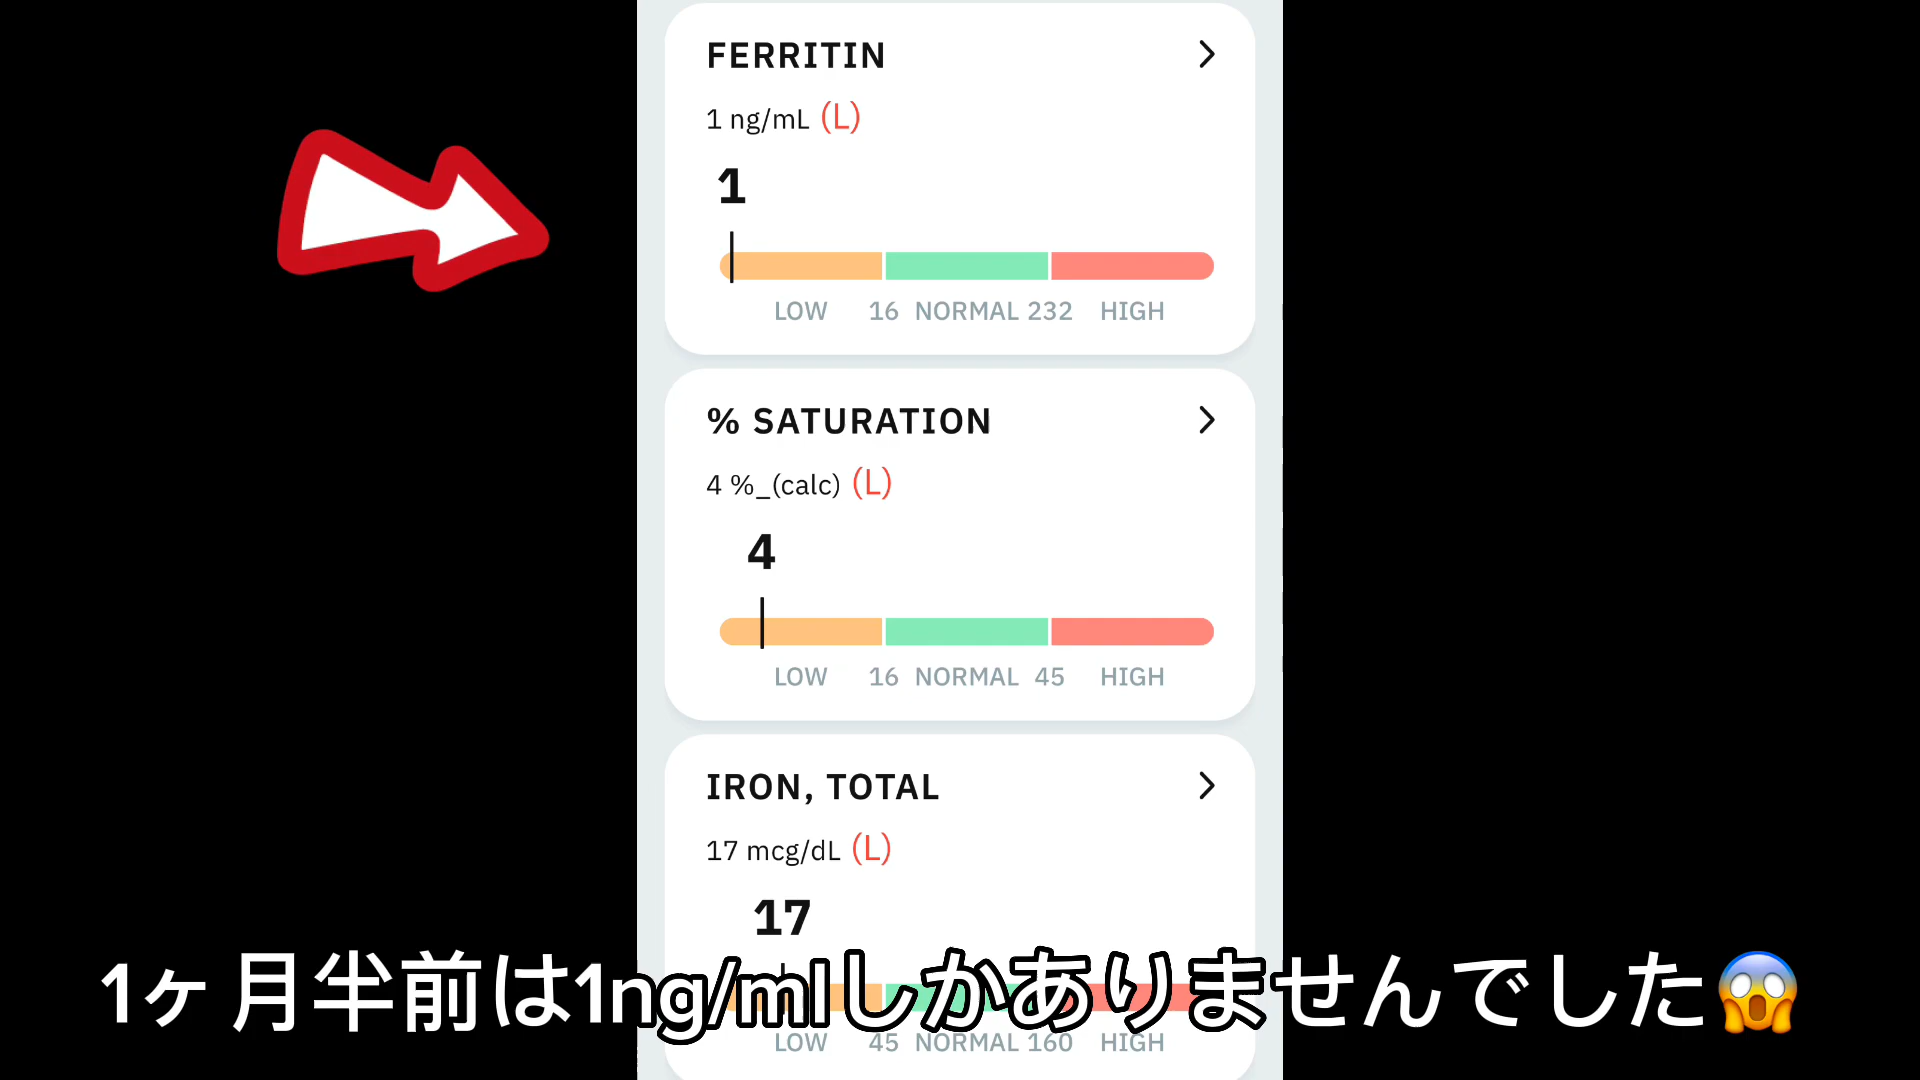 FERRITIN
1 ng/mL (L)
1
LOW 16 NORMAL 232 HIGH
% SATURATION
4 %_(calc) (L)
4
LOW 16 NORMAL 45 HIGH
IRON, TOTAL
17 mcg/dL (L)
17
1ヶ月半前は1ng/mlしかありませんでした😱
LOW 45 NORMAL 160 HIGH